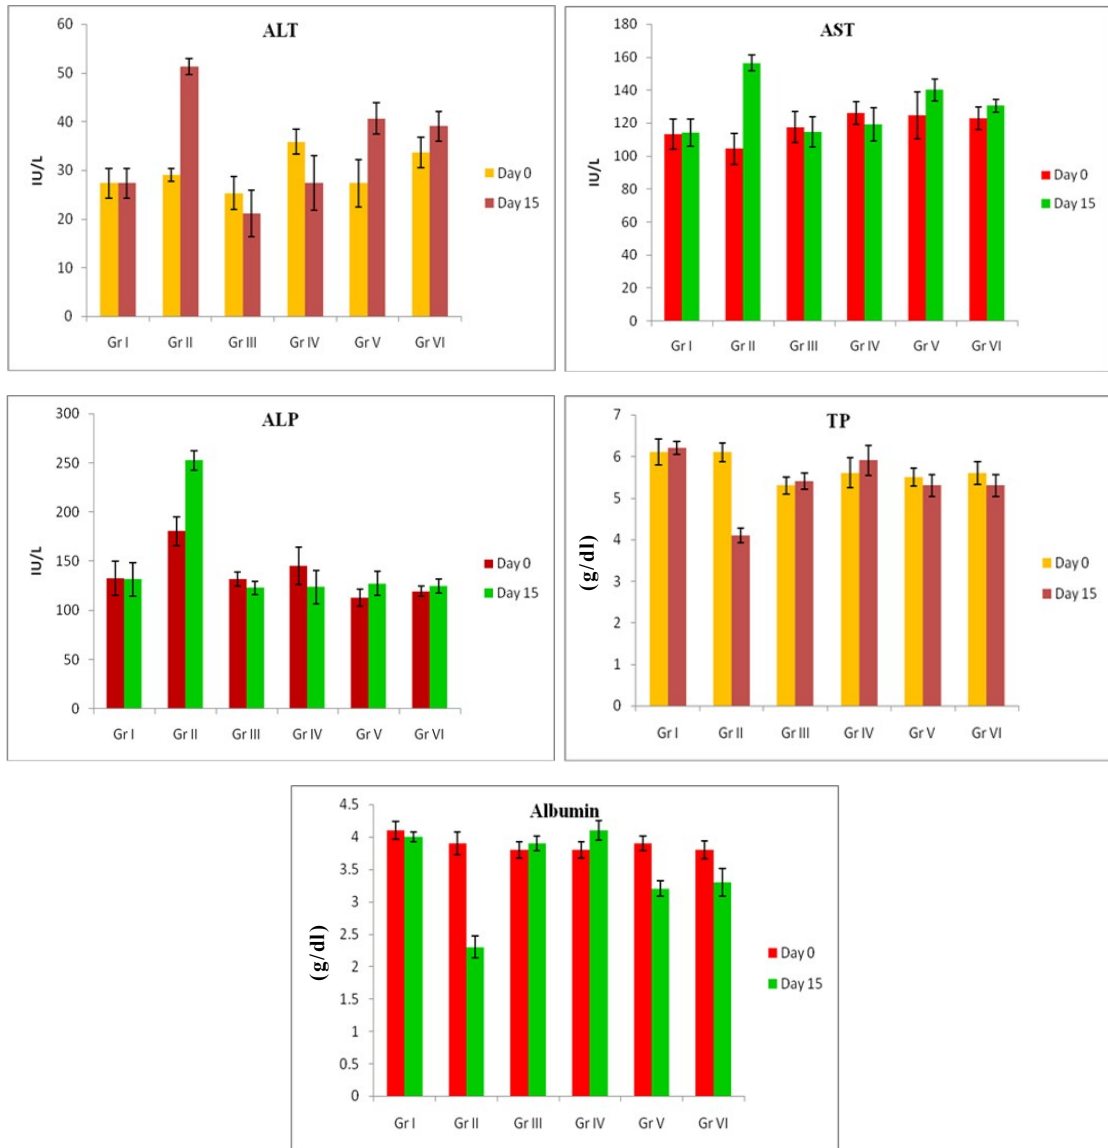 ALT
60
50
40
30
20
10
0
IU/L
Gr I Gr II Gr III Gr IV Gr V Gr VI
Day 0
Day 15
AST
180
160
140
120
100
80
60
40
20
0
IU/L
Gr I Gr II Gr III Gr IV Gr V Gr VI
Day 0
Day 15
ALP
300
250
200
150
100
50
0
IU/L
Gr I Gr II Gr III Gr IV Gr V Gr VI
Day 0
Day 15
TP
7
6
5
4
3
2
1
0
(g/dl)
Gr I Gr II Gr III Gr IV Gr V Gr VI
Day 0
Day 15
Albumin
4.5
4
3.5
3
2.5
2
1.5
1
0.5
0
(g/dl)
Gr I Gr II Gr III Gr IV Gr V Gr VI
Day 0
Day 15